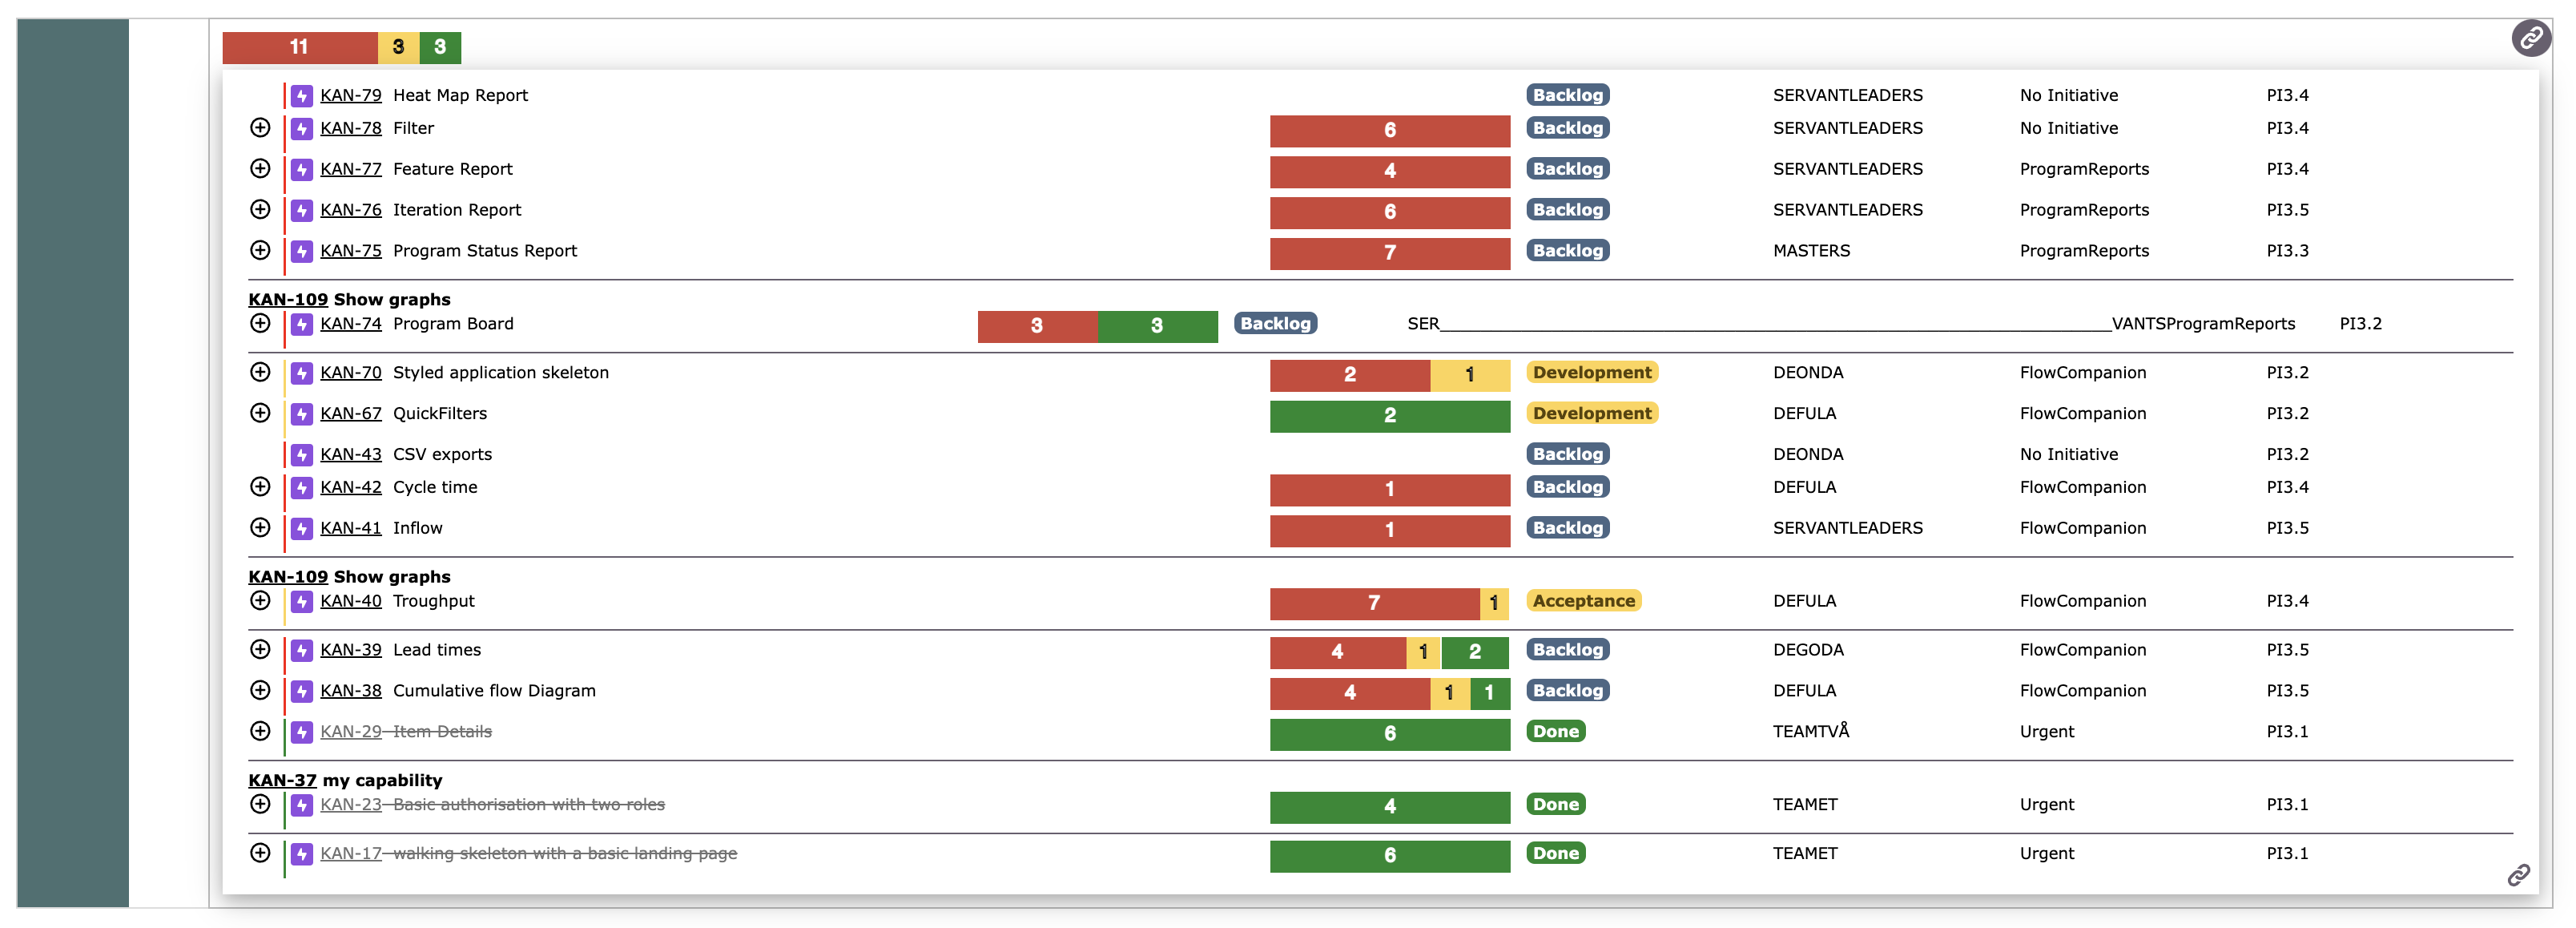 11 3 3
KAN-79 Heat Map Report Backlog SERVANTLEADERS No Initiative PI3.4
KAN-78 Filter 6 Backlog SERVANTLEADERS No Initiative PI3.4
KAN-77 Feature Report 4 Backlog SERVANTLEADERS ProgramReports PI3.4
KAN-76 Iteration Report 6 Backlog SERVANTLEADERS ProgramReports PI3.5
KAN-75 Program Status Report 7 Backlog MASTERS ProgramReports PI3.3
KAN-109 Show graphs
KAN-74 Program Board 3 3 Backlog SER______________________________________________________________________VANTSProgramReports PI3.2
KAN-70 Styled application skeleton 2 1 Development DEONDA FlowCompanion PI3.2
KAN-67 QuickFilters 2 Development DEFULA FlowCompanion PI3.2
KAN-43 CSV exports Backlog DEONDA No Initiative PI3.2
KAN-42 Cycle time 1 Backlog DEFULA FlowCompanion PI3.4
KAN-41 Inflow 1 Backlog SERVANTLEADERS FlowCompanion PI3.5
KAN-109 Show graphs
KAN-40 Troughput 7 1 Acceptance DEFULA FlowCompanion PI3.4
KAN-39 Lead times 4 1 2 Backlog DEGODA FlowCompanion PI3.5
KAN-38 Cumulative flow Diagram 4 1 1 Backlog DEFULA FlowCompanion PI3.5
KAN-29 Item Details 6 Done TEAMTVÅ Urgent PI3.1
KAN-37 my capability
KAN-23 Basic authorisation with two roles 4 Done TEAMET Urgent PI3.1
KAN-17 walking skeleton with a basic landing page 6 Done TEAMET Urgent PI3.1